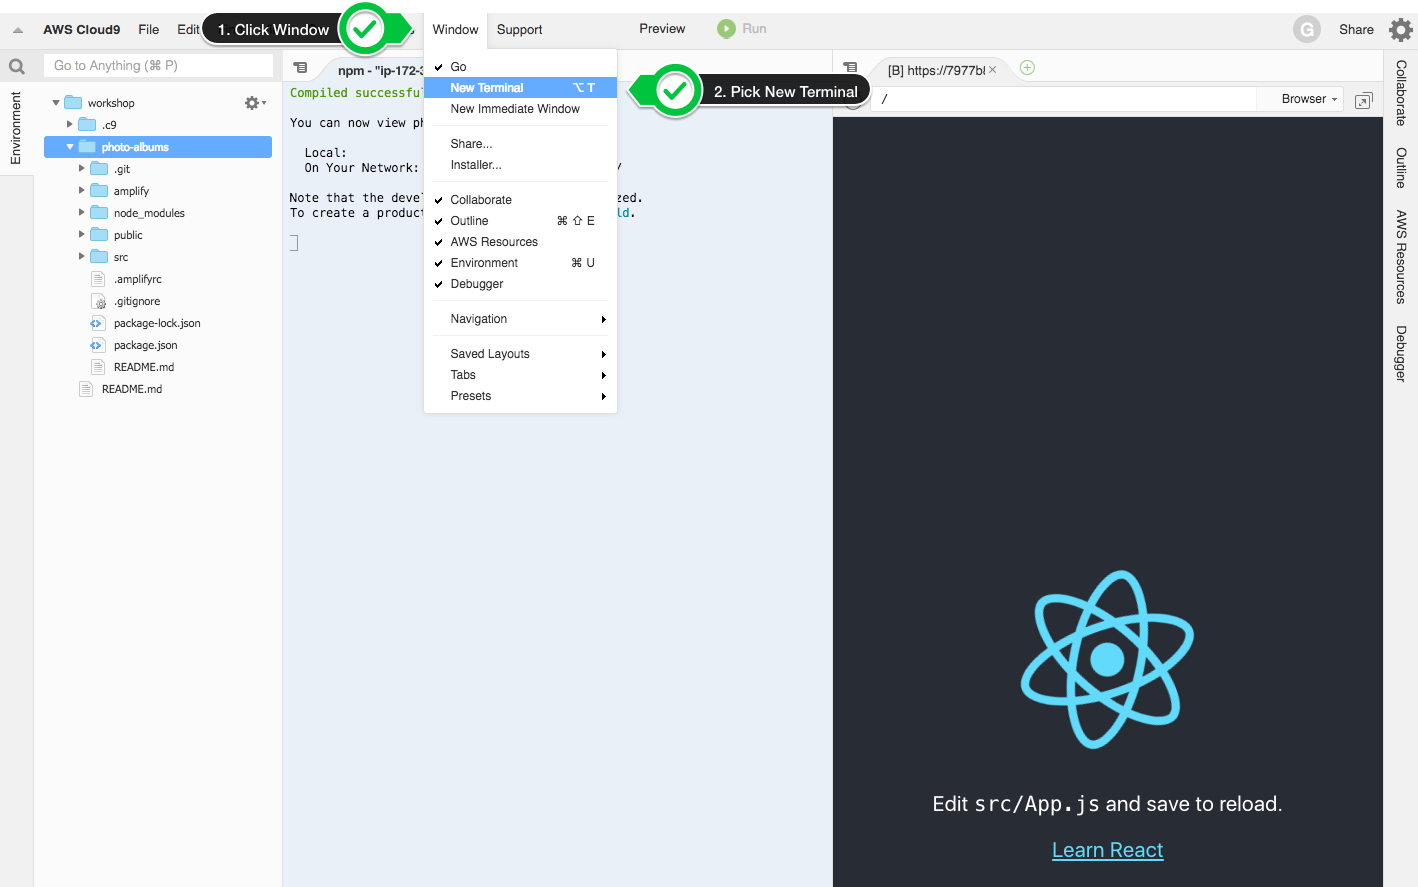 AWS Cloud9 File Edit
1. Click Window
Window Support Preview Run G Share
Go to Anything (⌘ P)
Environment
workshop
.c9
photo-albums
.git
amplify
node_modules
public
src
.amplifyrc
.gitignore
package-lock.json
package.json
README.md
README.md
npm - "ip-172-3
Compiled successful
You can now view ph
Local:
On Your Network: /
Note that the devel zed.
To create a product ld.
Go
New Terminal ⌥ T
New Immediate Window
Share...
Installer...
Collaborate
Outline ⌘ ⇧ E
AWS Resources
Environment ⌘ U
Debugger
Navigation
Saved Layouts
Tabs
Presets
2. Pick New Terminal
[B] https://7977bl
/ Browser
Edit src/App.js and save to reload.
Learn React
Collaborate
Outline
AWS Resources
Debugger